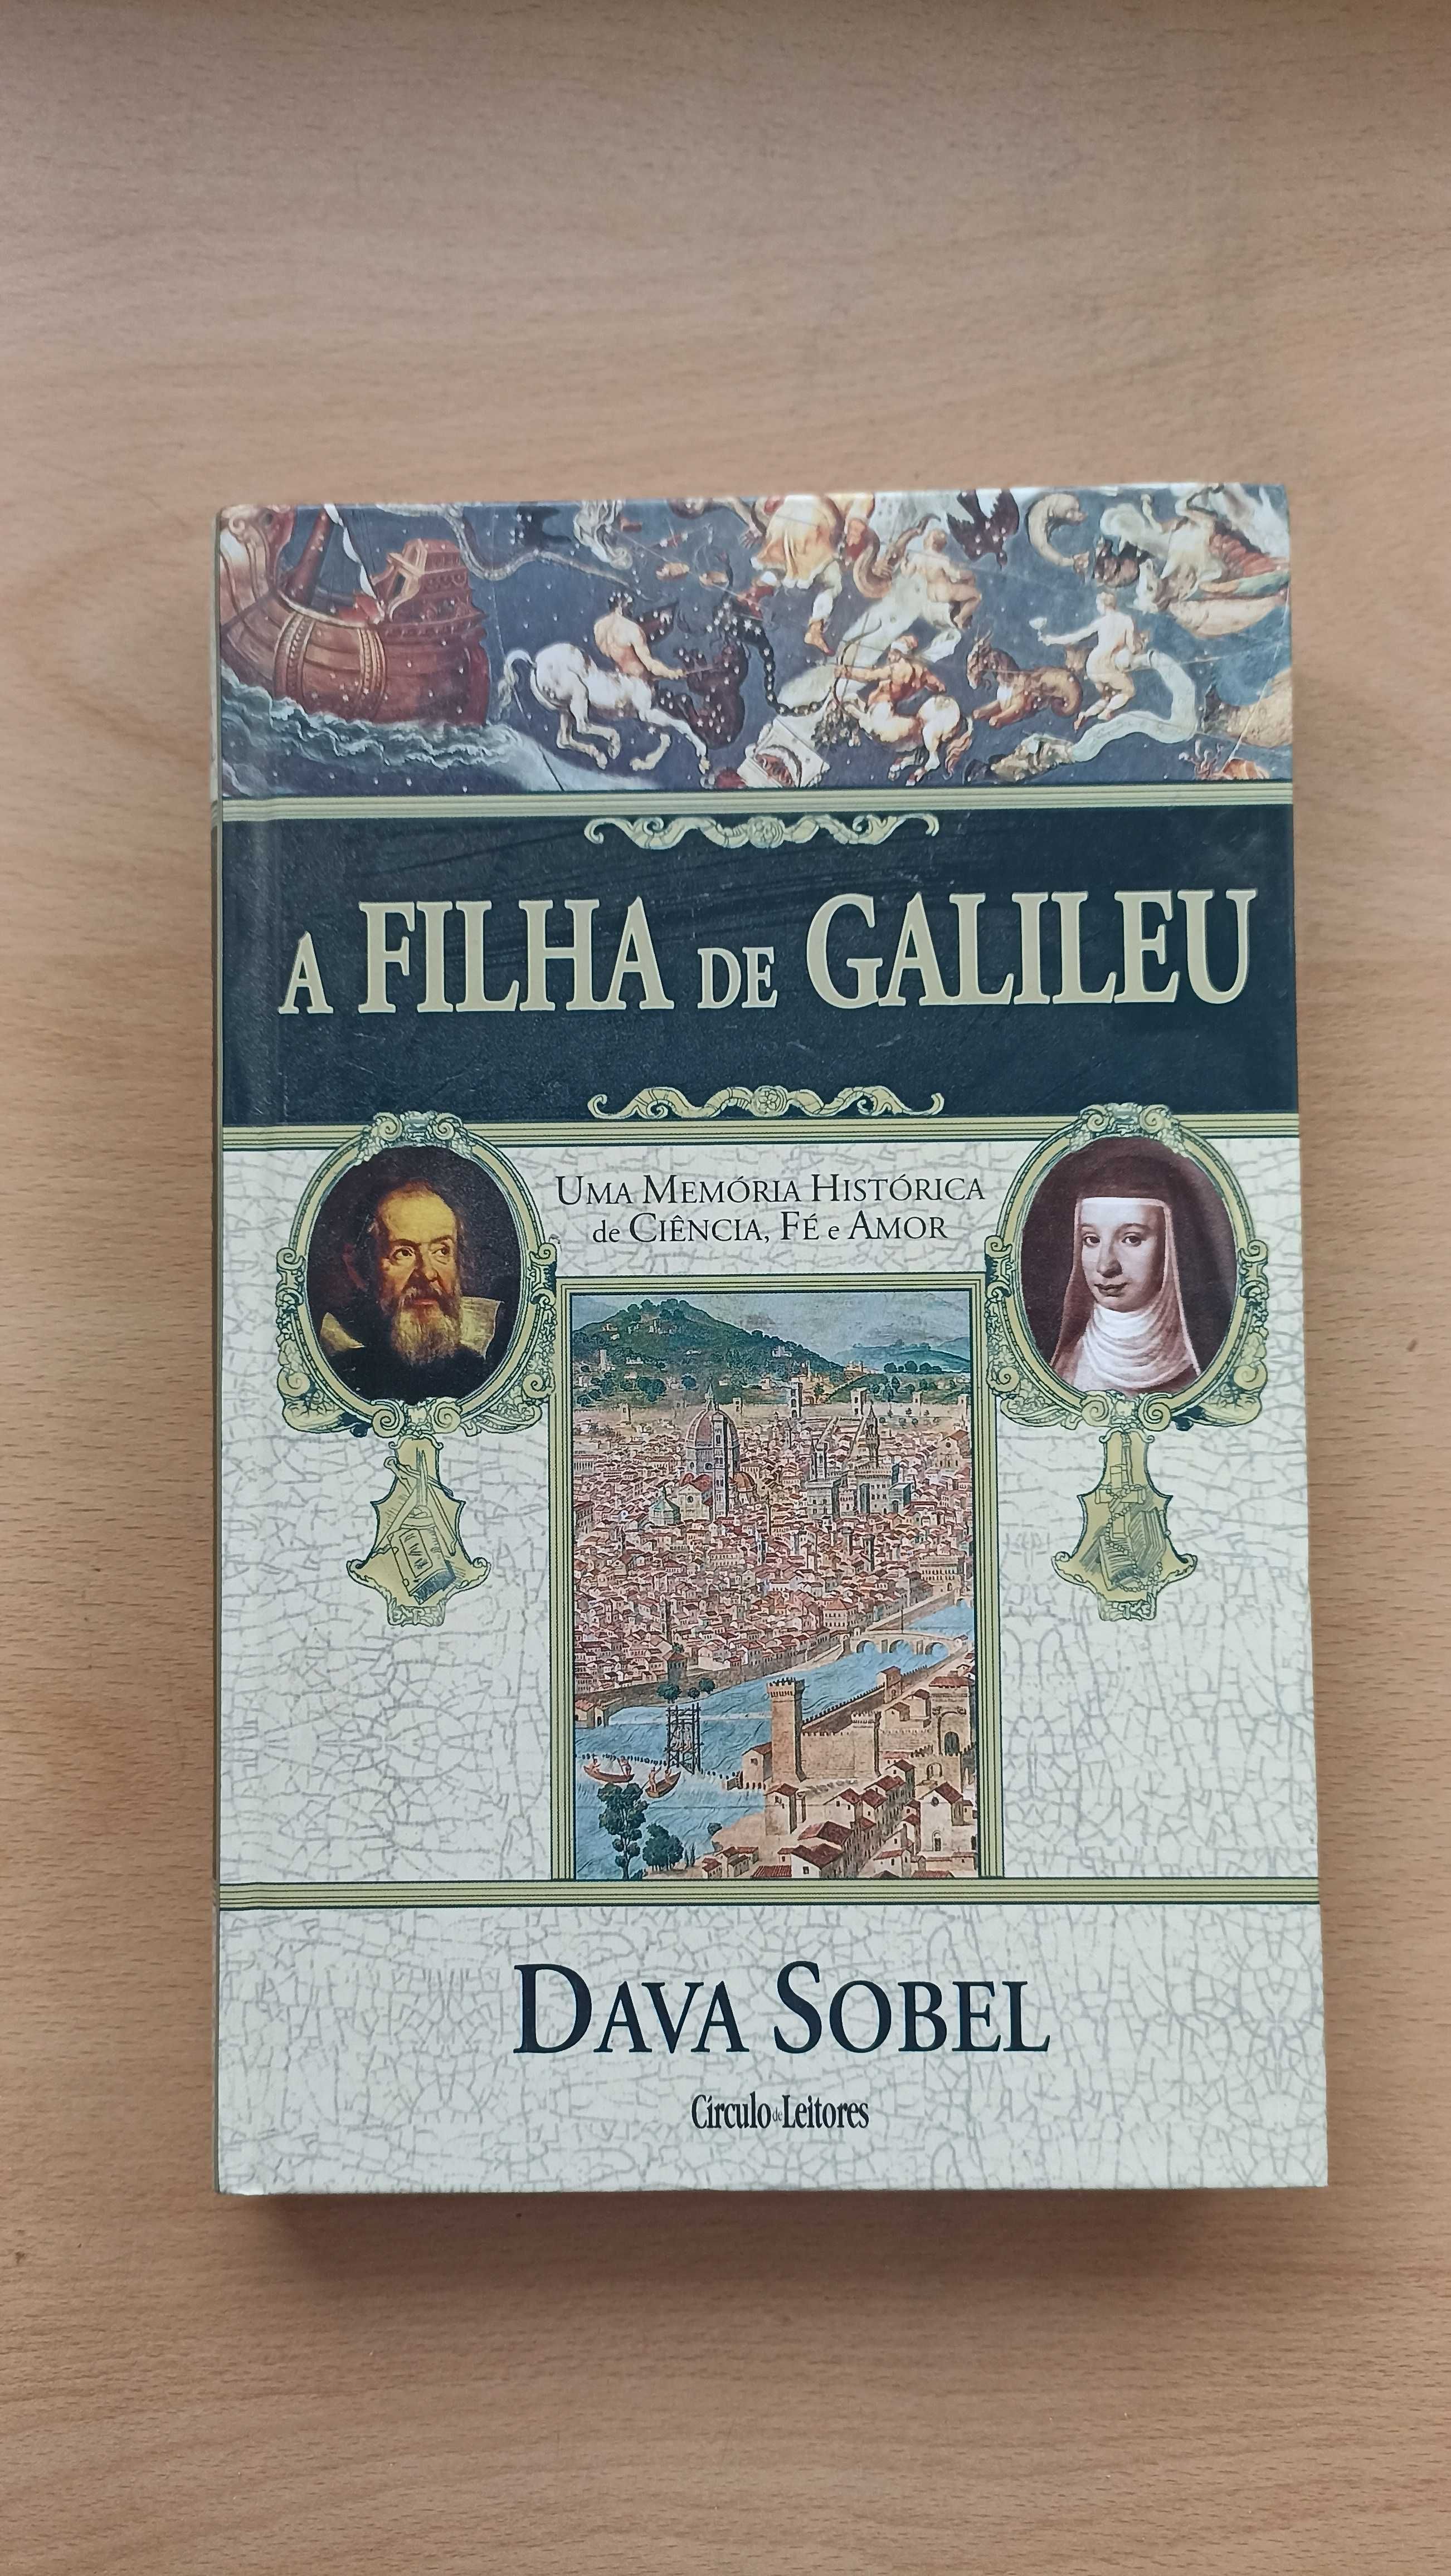 A FILHA DE GALILEU
UMA MEMÓRIA HISTÓRICA
de CIÊNCIA, FÉ e AMOR
DAVA SOBEL
Círculo de Leitores